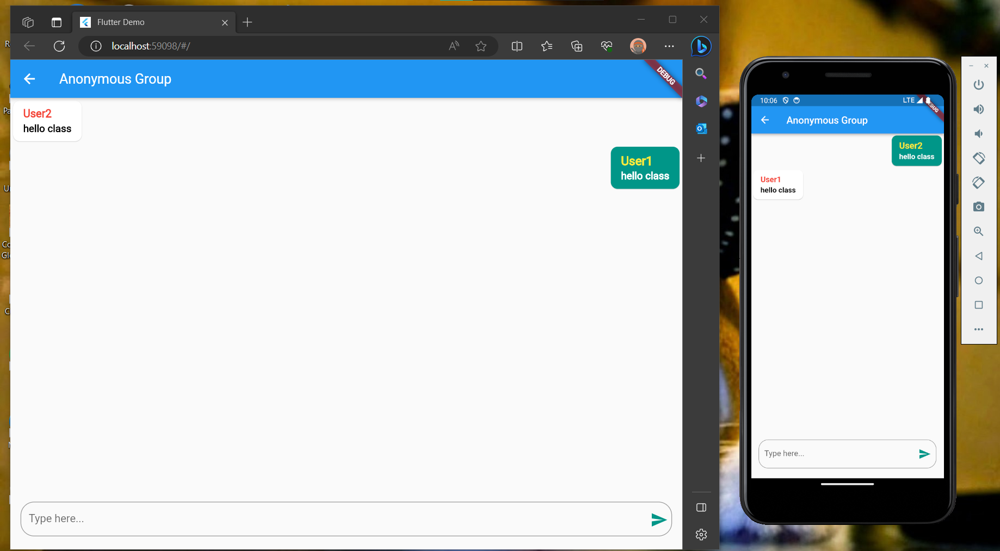 Flutter Demo
localhost:59098/#/
Anonymous Group
DEBUG
User2
hello class
User1
hello class
Type here...
10:06
LTE
Anonymous Group
User2
hello class
User1
hello class
Type here...